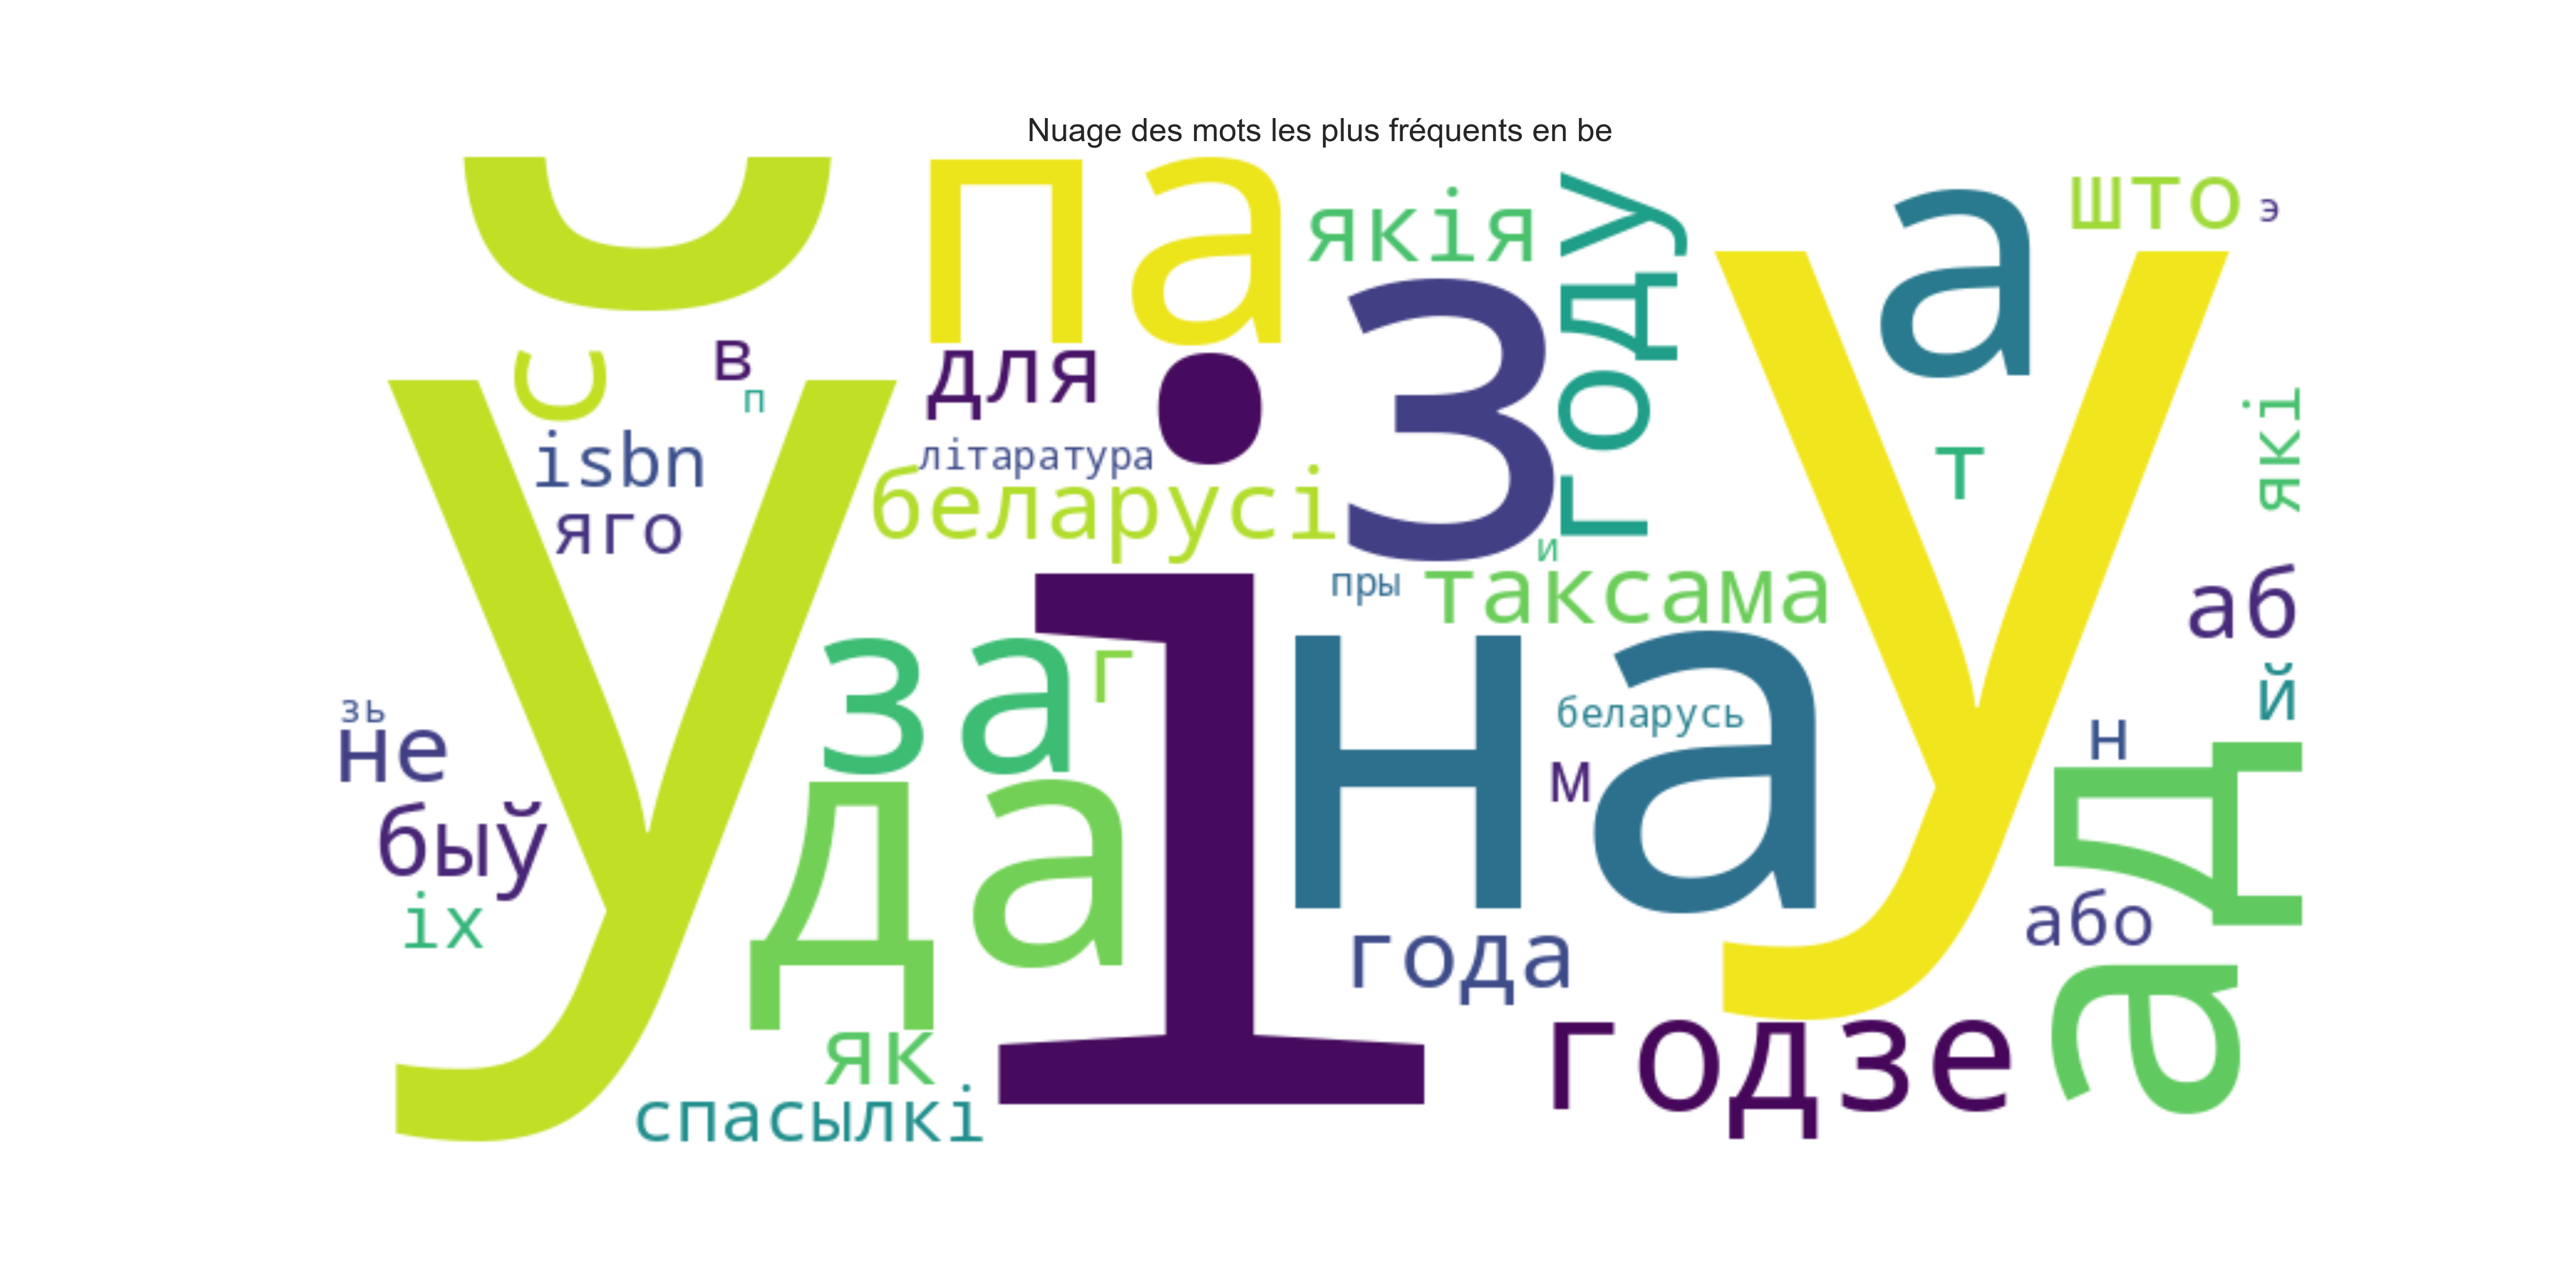 Nuage des mots les plus fréquents en be
ў
па
якія
году
а
што
э
у
з
с
в
п
для
і
isbn
літаратура
т
які
яго
беларусі
и
пры
таксама
аб
на
за
г
зь
не
беларусь
м
н
й
ад
да
быў
іх
года
або
як
годзе
спасылкі